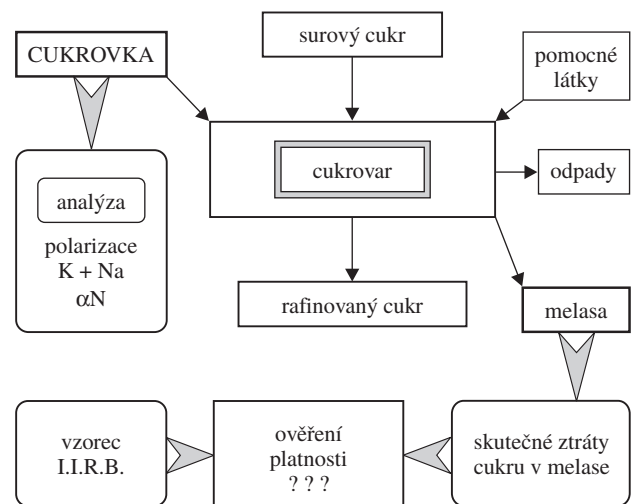 surový cukr
CUKROVKA
pomocné
látky
cukrovar
odpady
analýza
polarizace
K + Na
αN
rafinovaný cukr
melasa
vzorec
I.I.R.B.
ověření
platnosti
? ? ?
skutečné ztráty
cukru v melase